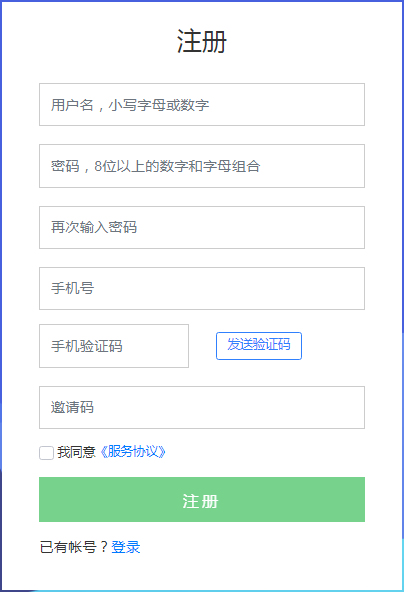 注册
用户名，小写字母或数字
密码，8位以上的数字和字母组合
再次输入密码
手机号
手机验证码 发送验证码
邀请码
我同意《服务协议》
注册
已有帐号？登录